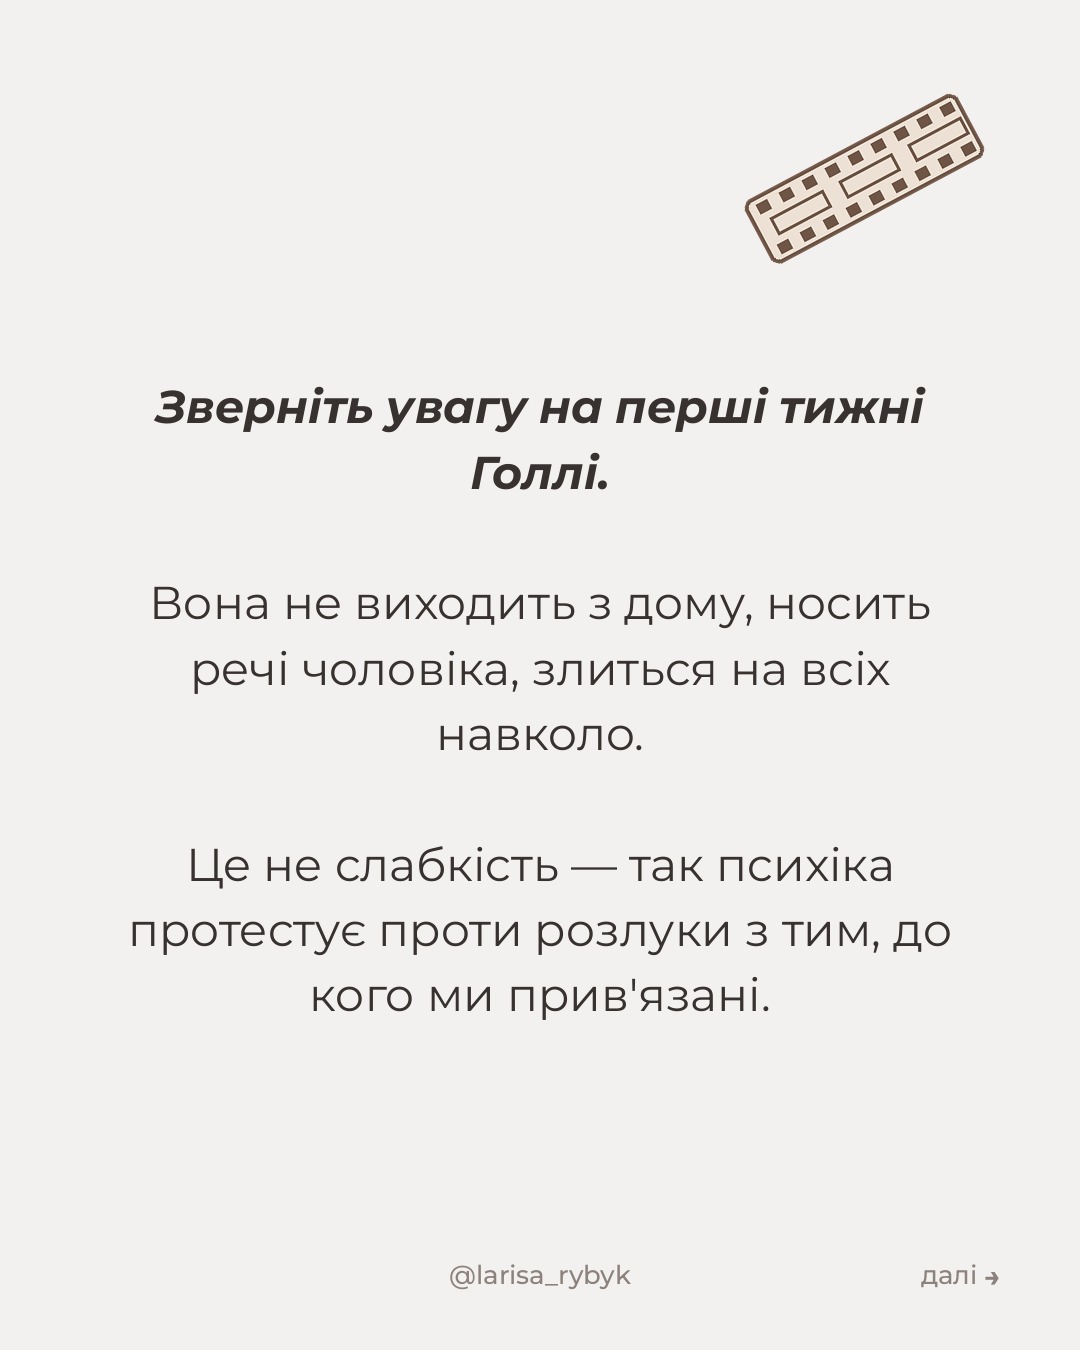 Зверніть увагу на перші тижні
Голлі.
Вона не виходить з дому, носить
речі чоловіка, злиться на всіх
навколо.
Це не слабкість — так психіка
протестує проти розлуки з тим, до
кого ми прив'язані.
@larisa_rybyk
далі →